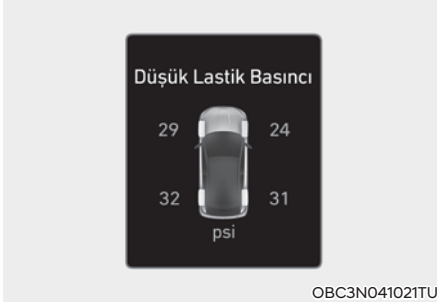 Düşük Lastik Basıncı
29 24
32 31
psi
OBC3N041021TU